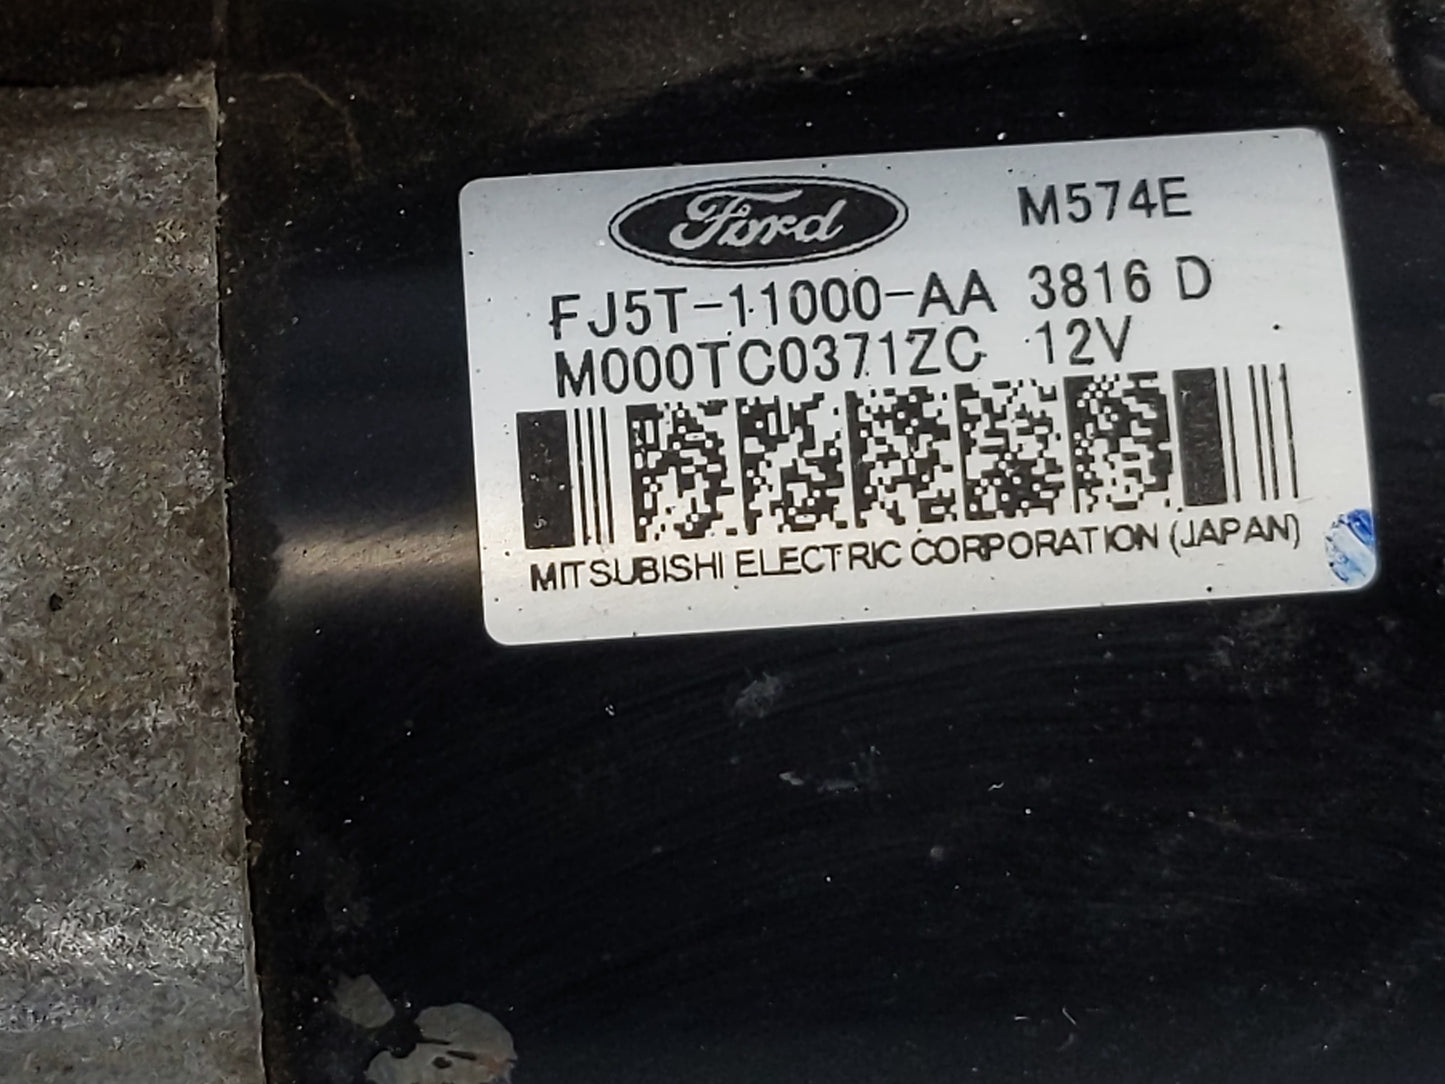 Ford M574E
FJ5T-11000-AA 3816 D
M000TC0371ZC 12V
MITSUBISHI ELECTRIC CORPORATION (JAPAN)